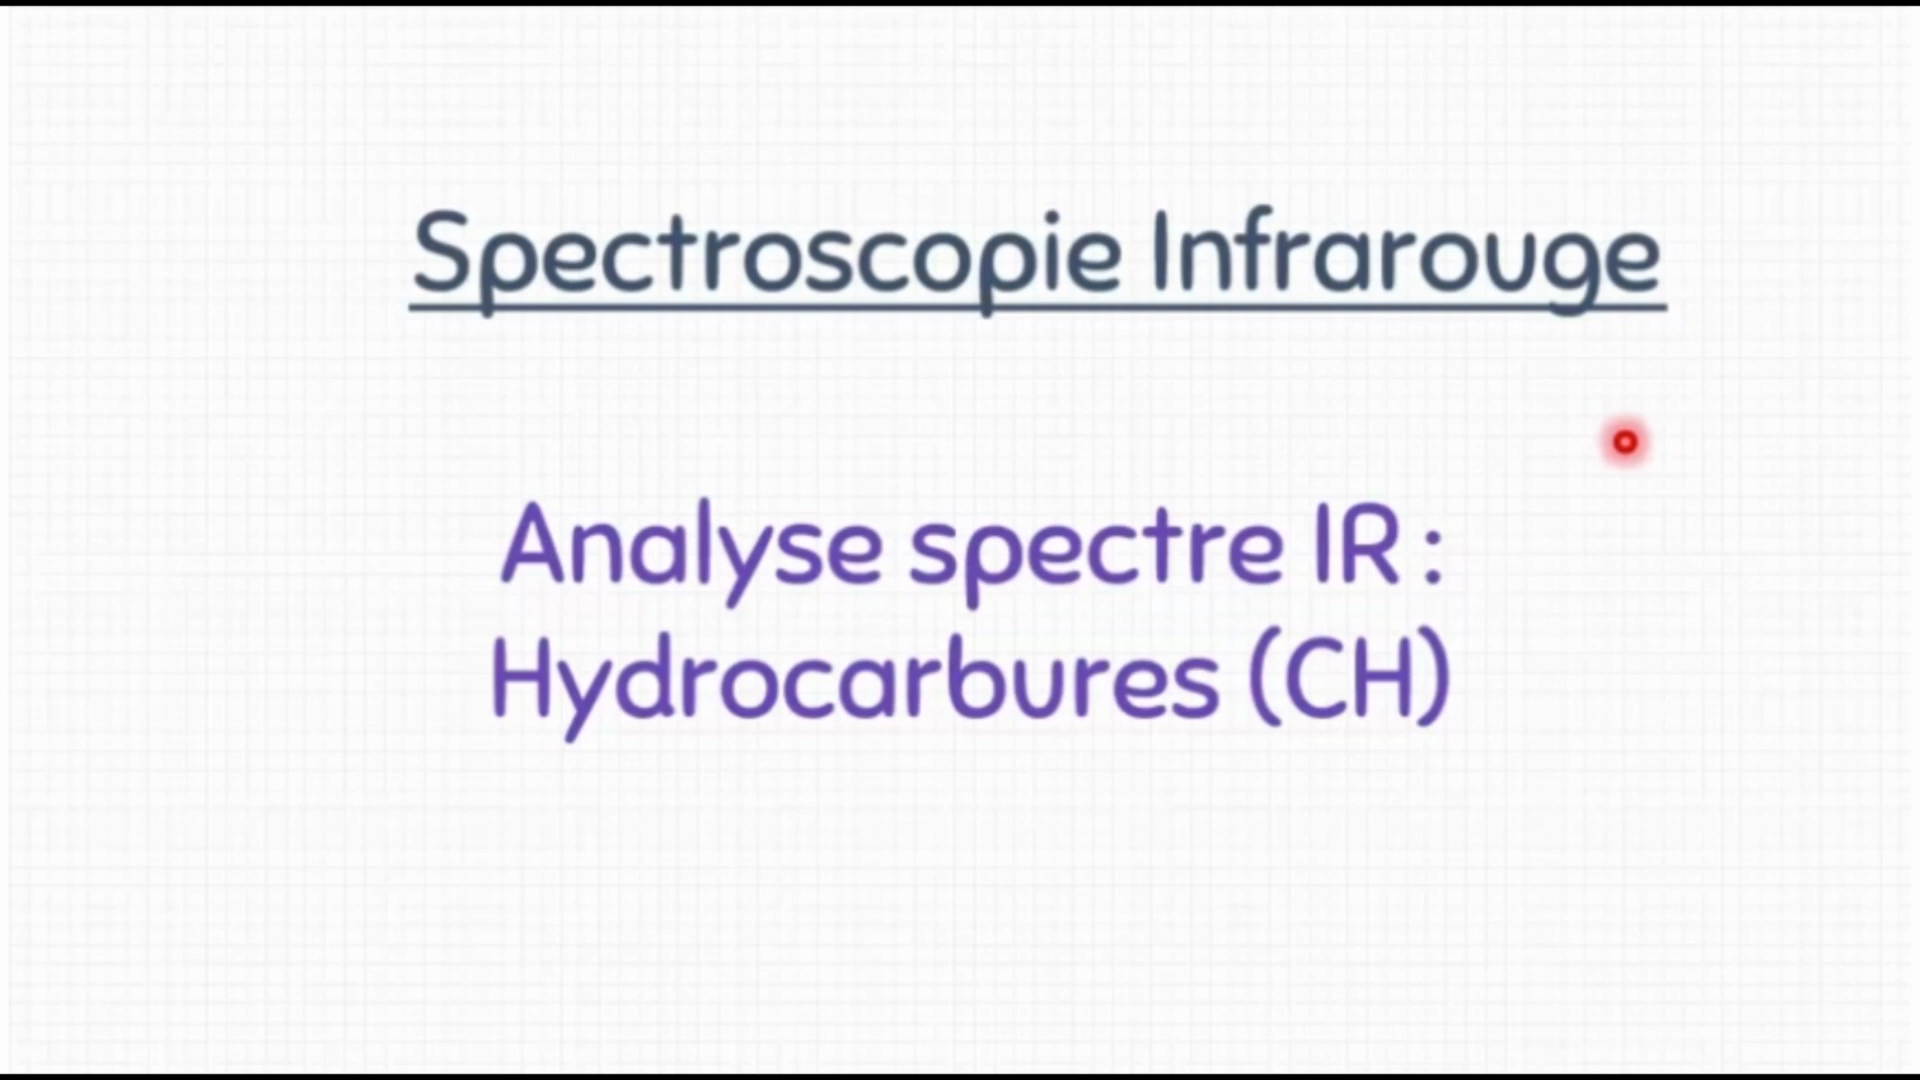 Spectroscopie Infrarouge
Analyse spectre IR :
Hydrocarbures (CH)